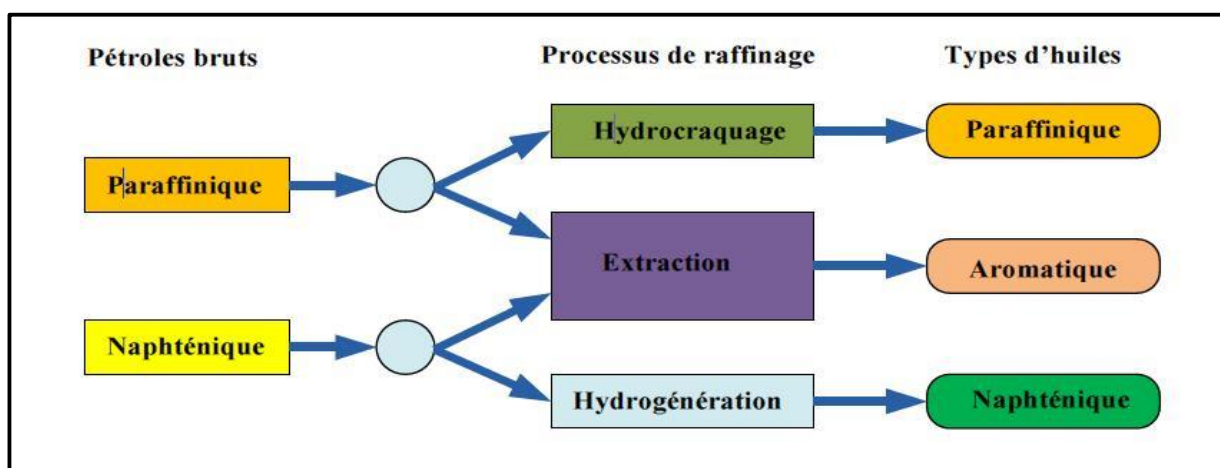 Pétroles bruts
Processus de raffinage
Types d'huiles
Hydrocraquage
Paraffinique
Paraffinique
Extraction
Aromatique
Naphténique
Hydrogénération
Naphténique